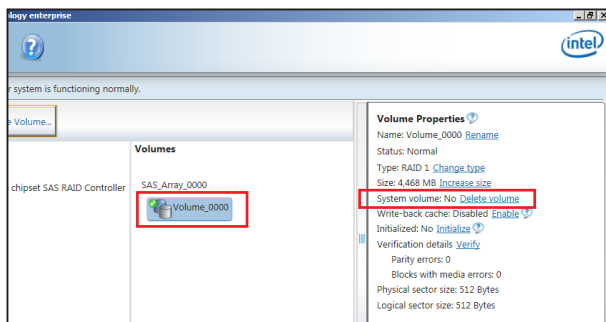 ology enterprise
intel
r system is functioning normally.
e Volume...
Volumes
chipset SAS RAID Controller
SAS_Array_0000
Volume_0000
Volume Properties
Name: Volume_0000 Rename
Status: Normal
Type: RAID 1 Change type
Size: 4,468 MB Increase size
System volume: No Delete volume
Write-back cache: Disabled Enable
Initialized: No Initialize
Verification details Verify
Parity errors: 0
Blocks with media errors: 0
Physical sector size: 512 Bytes
Logical sector size: 512 Bytes